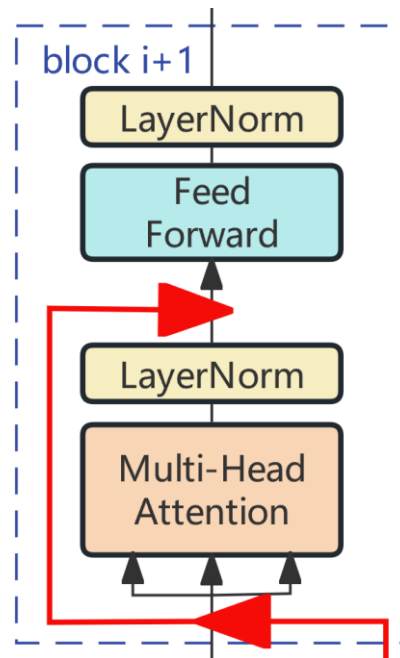 block i+1
LayerNorm
Feed
Forward
LayerNorm
Multi-Head
Attention